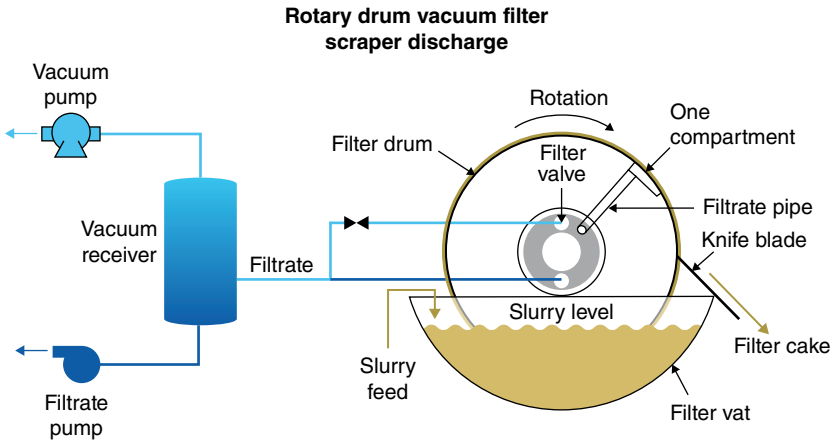 Rotary drum vacuum filter
scraper discharge
Vacuum
pump
Rotation
One
compartment
Filter drum
Filter
valve
Vacuum
receiver
Filtrate pipe
Knife blade
Filtrate
Slurry level
Filter cake
Slurry
feed
Filter vat
Filtrate
pump